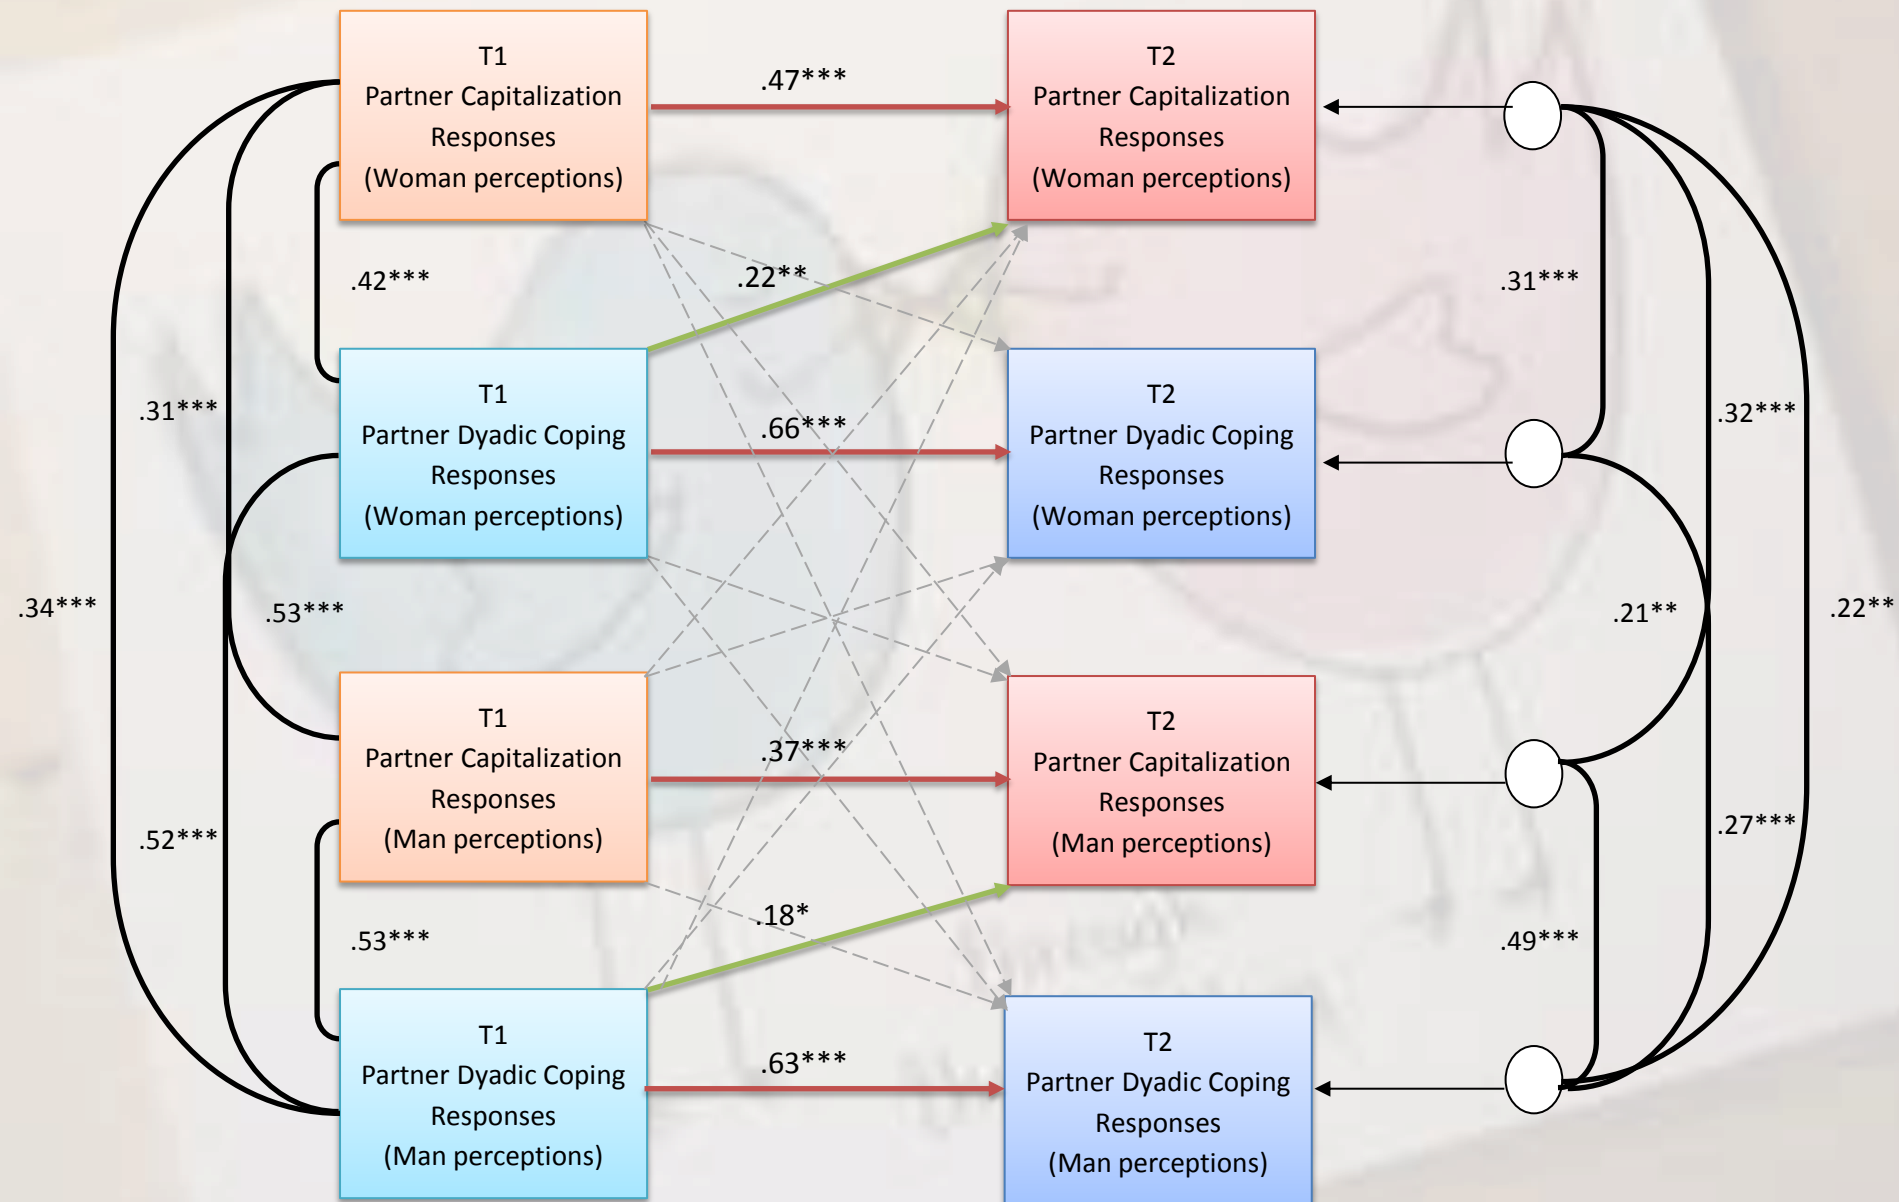 T1
Partner Capitalization
Responses
(Woman perceptions)
.47***
T2
Partner Capitalization
Responses
(Woman perceptions)
.42***
.22**
.31***
.31***
T1
Partner Dyadic Coping
Responses
(Woman perceptions)
.66***
T2
Partner Dyadic Coping
Responses
(Woman perceptions)
.32***
.34***
.53***
.21**
.22**
T1
Partner Capitalization
Responses
(Man perceptions)
.37***
T2
Partner Capitalization
Responses
(Man perceptions)
.52***
.27***
.53***
.18*
.49***
T1
Partner Dyadic Coping
Responses
(Man perceptions)
.63***
T2
Partner Dyadic Coping
Responses
(Man perceptions)